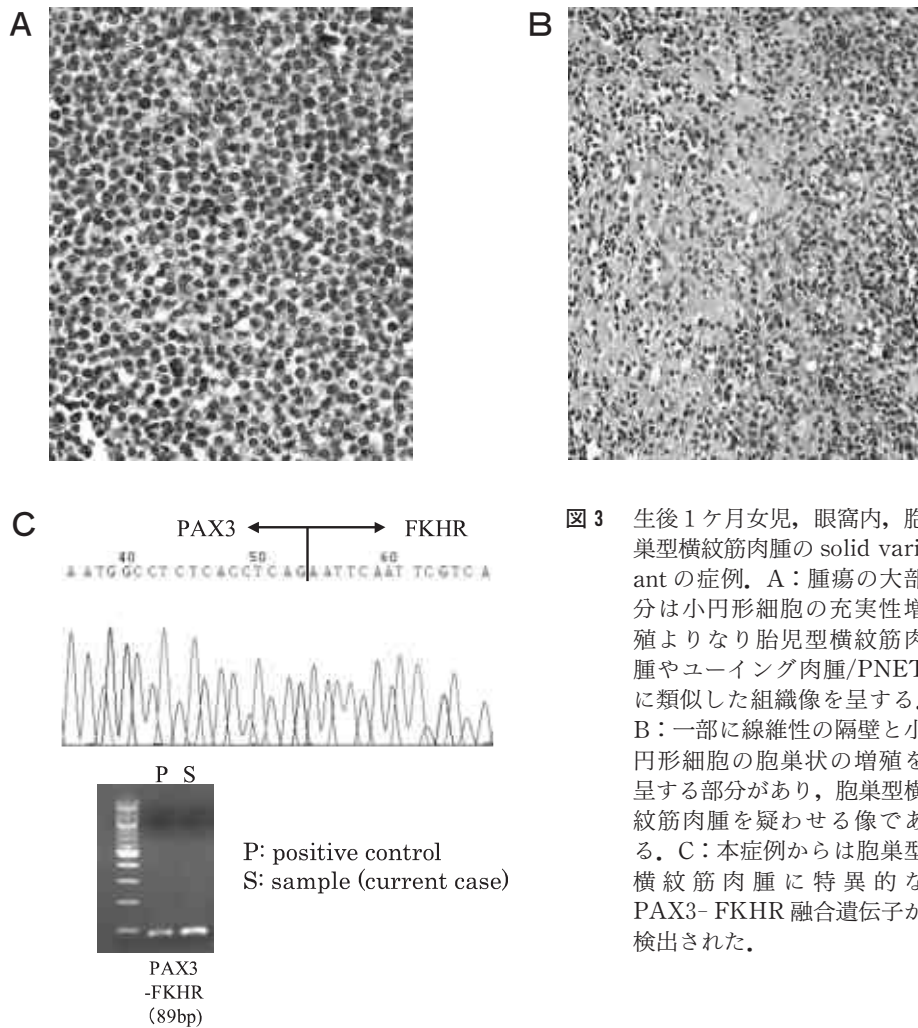 A
B
C
PAX3 FKHR
40 50 60
AATGGCCTCTCACCTCAGAATTCAATTCGTCA
P S
P: positive control
S: sample (current case)
PAX3
-FKHR
(89bp)
図3 生後1ケ月女児，眼窩内，胞
巣型横紋筋肉腫の solid vari
ant の症例．A：腫瘍の大部
分は小円形細胞の充実性増
殖よりなり胎児型横紋筋肉
腫やユーイング肉腫/PNET
に類似した組織像を呈する．
B：一部に線維性の隔壁と小
円形細胞の胞巣状の増殖を
呈する部分があり，胞巣型横
紋筋肉腫を疑わせる像であ
る．C：本症例からは胞巣型
横紋筋肉腫に特異的な
PAX3- FKHR 融合遺伝子が
検出された．